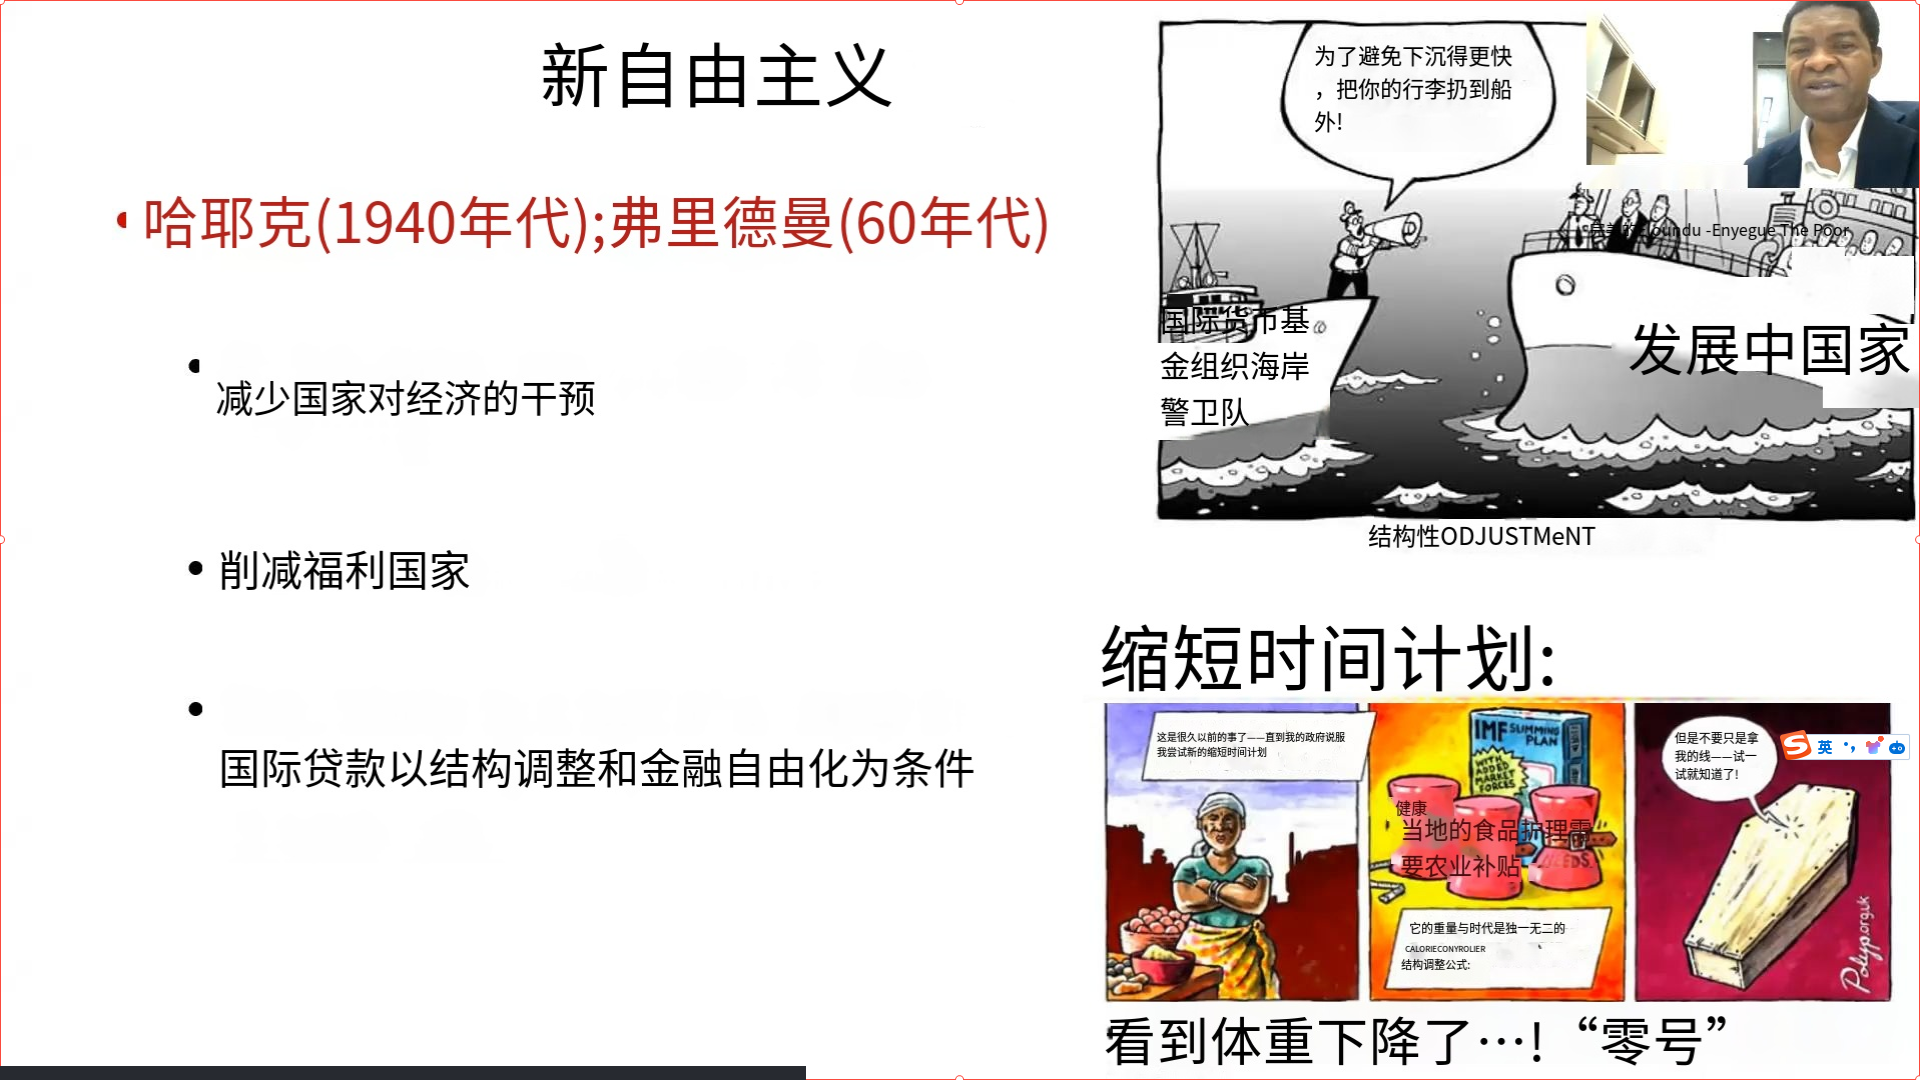 新自由主义
哈耶克(1940年代);弗里德曼(60年代)
减少国家对经济的干预
削减福利国家
国际贷款以结构调整和金融自由化为条件
为了避免下沉得更快
，把你的行李扔到船
外!
oundu -Enyegue The Poor
国际货币基
金组织海岸
警卫队
发展中国家
结构性ODJUSTMeNT
缩短时间计划:
这是很久以前的事了——直到我的政府说服
我尝试新的缩短时间计划
IMF SUMMING
PLAN
WITH
ADDED
MARKET
FORCES
健康
当地的食品护理需
要农业补贴
EEDS
它的重量与时代是独一无二的
CALORIECONYROLIER
结构调整公式:
但是不要只是拿
我的线——试一
试就知道了!
英
Polyp.org.uk
看到体重下降了…!“零号”